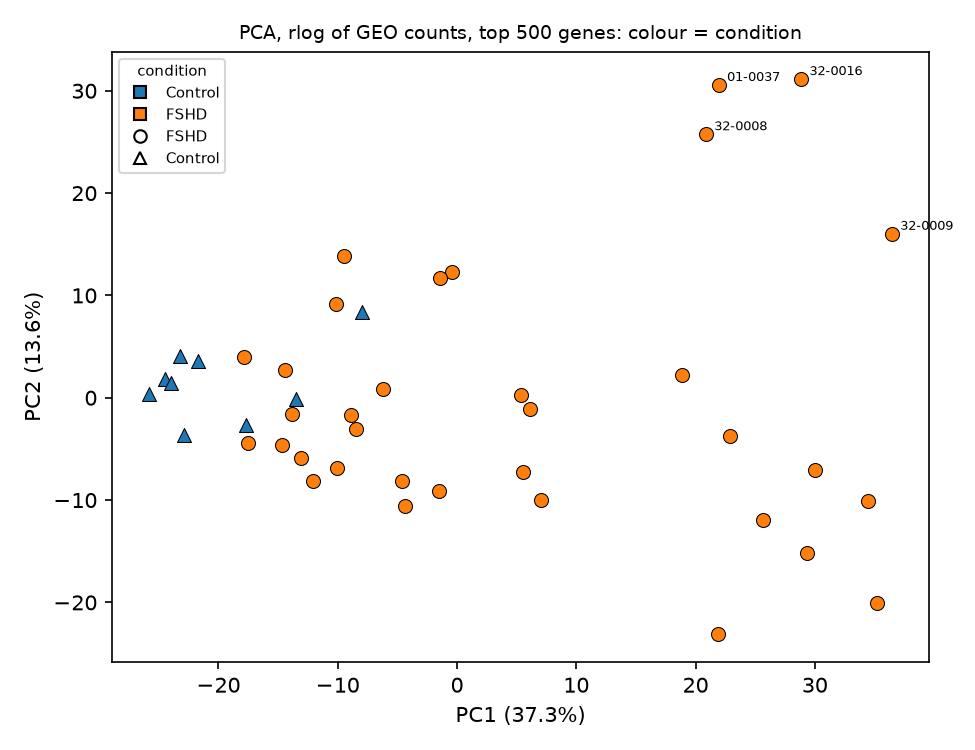 PCA, rlog of GEO counts, top 500 genes: colour = condition
condition
Control
FSHD
FSHD
Control
01-0037
32-0016
32-0008
32-0009
30
20
10
0
−10
−20
PC2 (13.6%)
−20 −10 0 10 20 30
PC1 (37.3%)